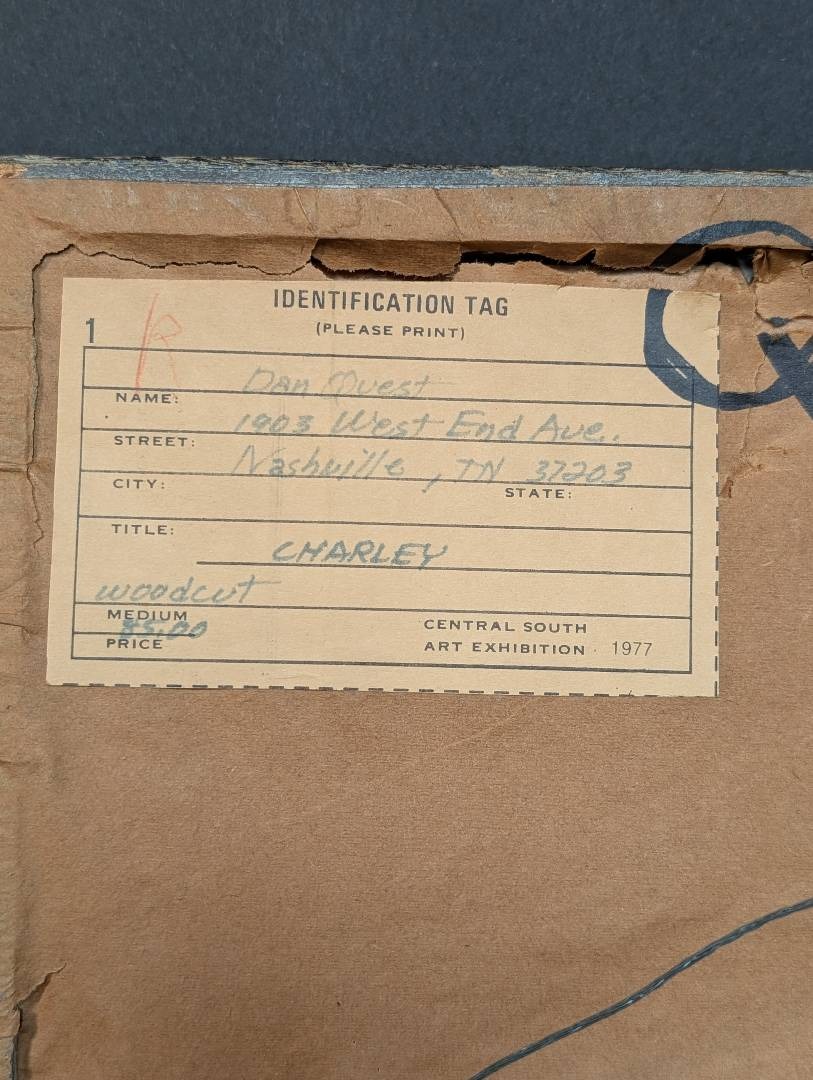 IDENTIFICATION TAG
(PLEASE PRINT)
1
R
NAME: Dan Quest
STREET: 1903 West End Ave.
CITY: Nashville, TN 37203
STATE:
TITLE: CHARLEY
woodcut
MEDIUM
85.00
PRICE
CENTRAL SOUTH
ART EXHIBITION 1977